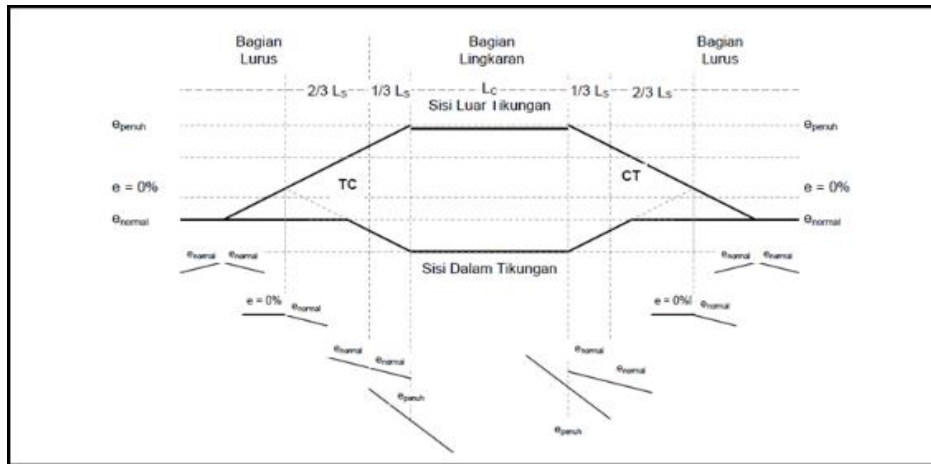 Bagian
Lurus
Bagian
Lingkaran
Bagian
Lurus
2/3 Ls
1/3 Ls
Lc
1/3 Ls
2/3 Ls
Sisi Luar Tikungan
epenuh
epenuh
TC
CT
e = 0%
e = 0%
enormal
enormal
Sisi Dalam Tikungan
enormal
enormal
enormal
enormal
e = 0%
enormal
e = 0%
enormal
enormal
enormal
enormal
enormal
epenuh
epenuh